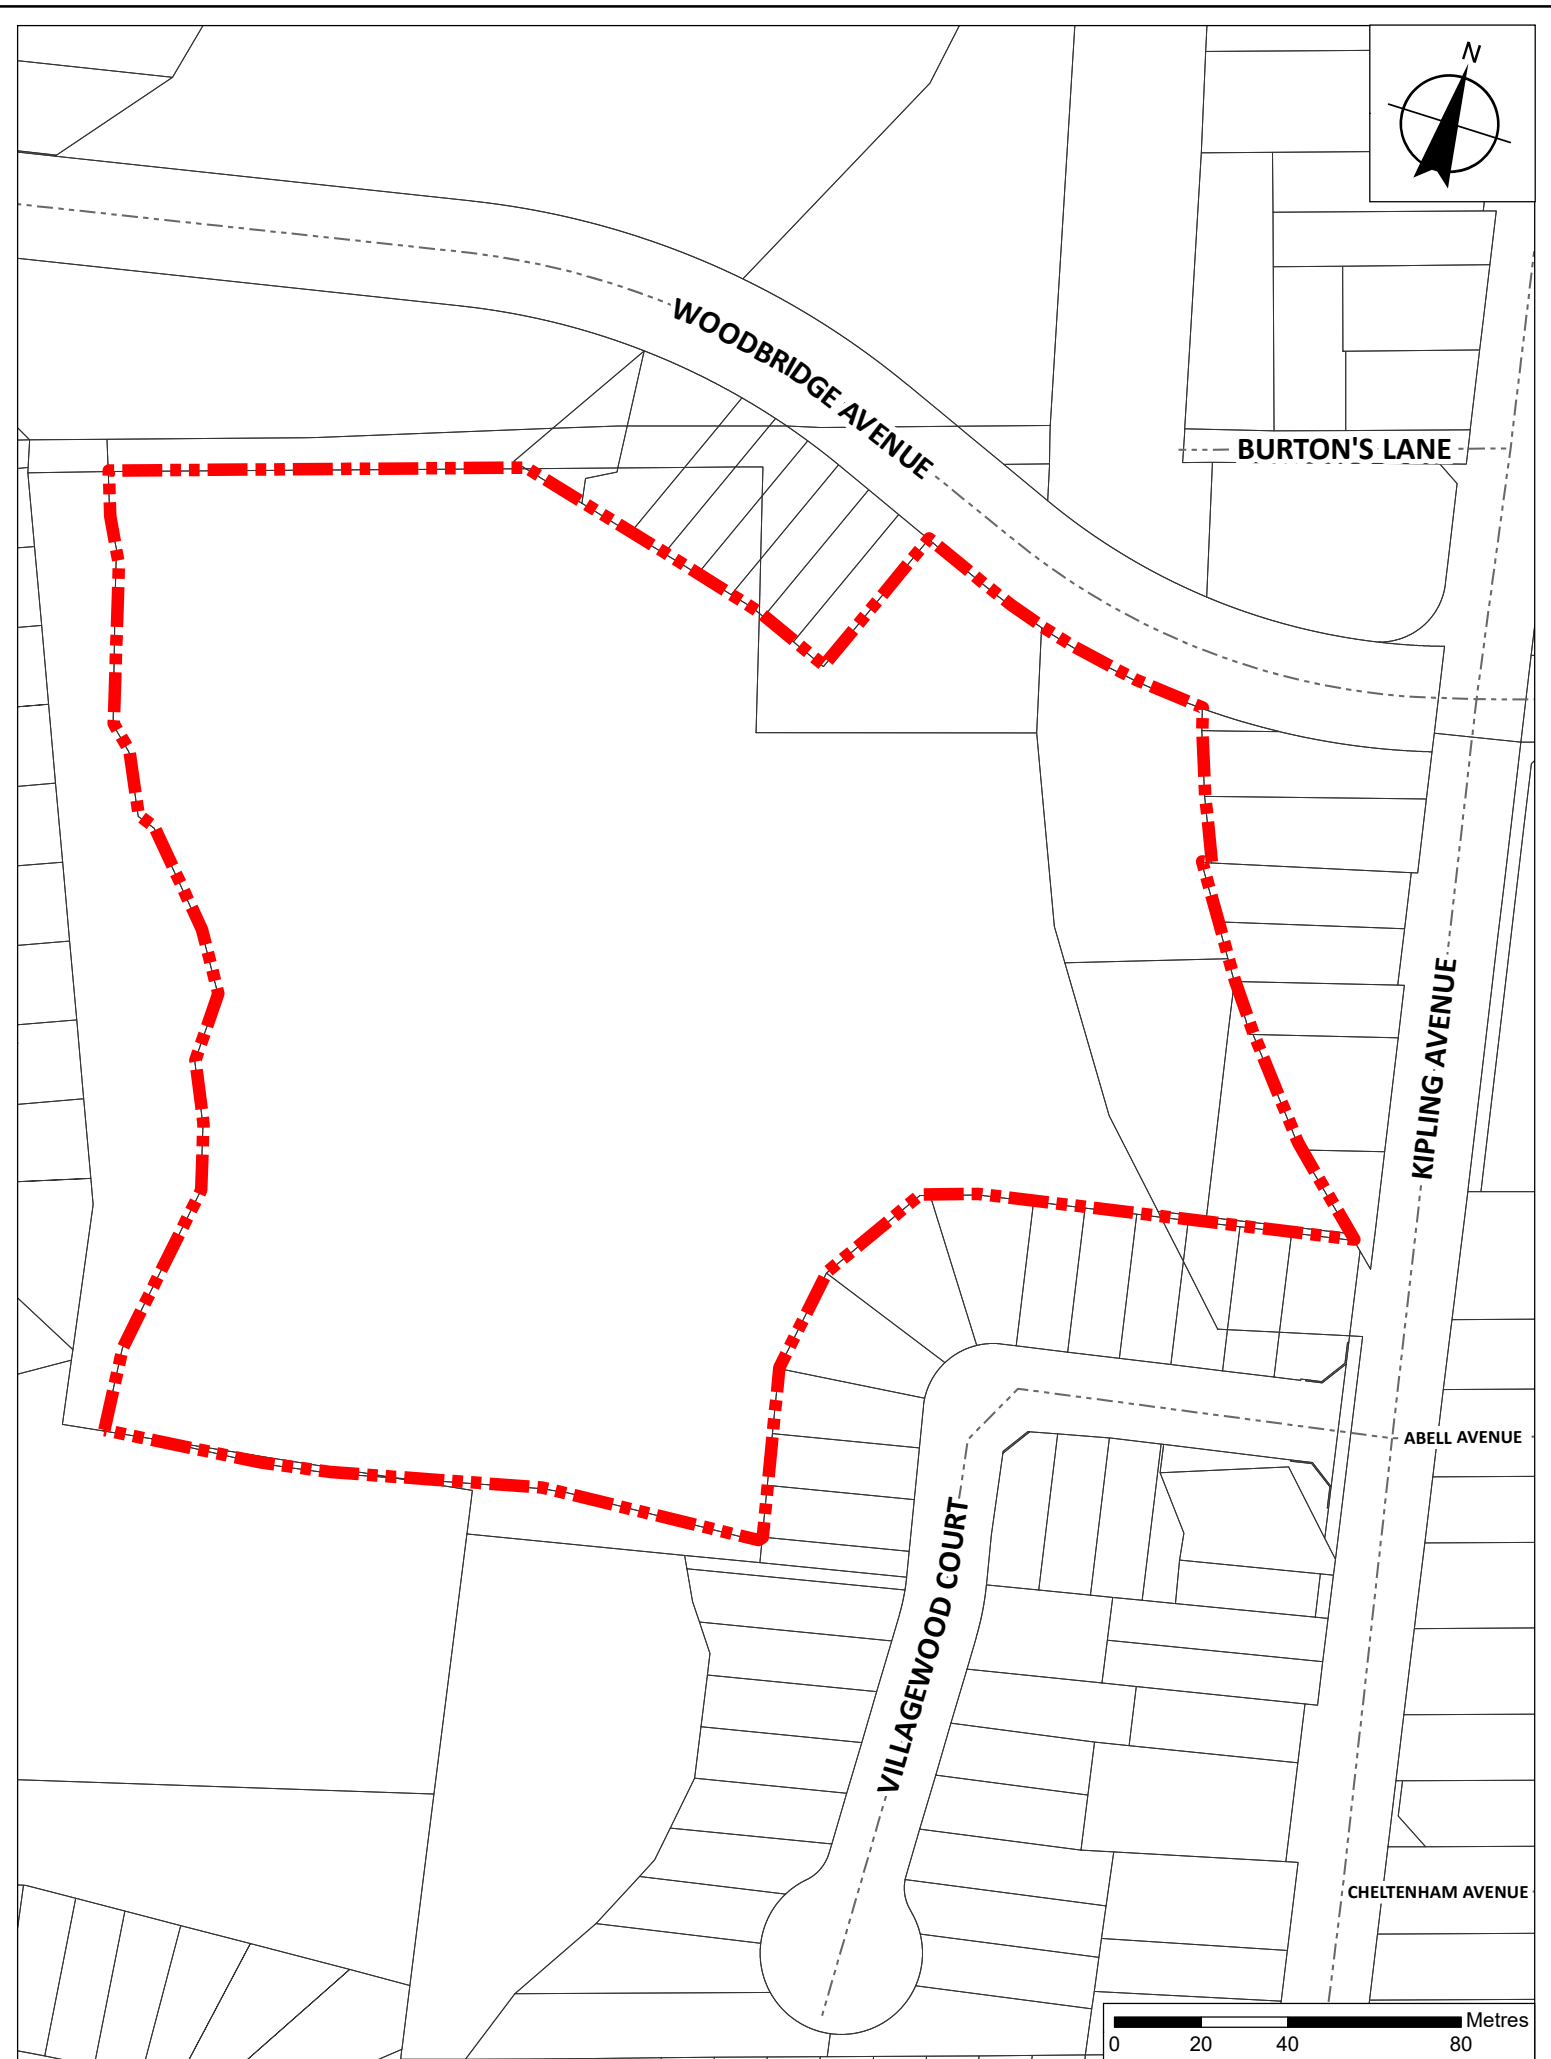 N
WOODBRIDGE AVENUE
BURTON'S LANE
KIPLING AVENUE
ABELL AVENUE
VILLAGEWOOD COURT
CHELTENHAM AVENUE
Metres
0 20 40 80